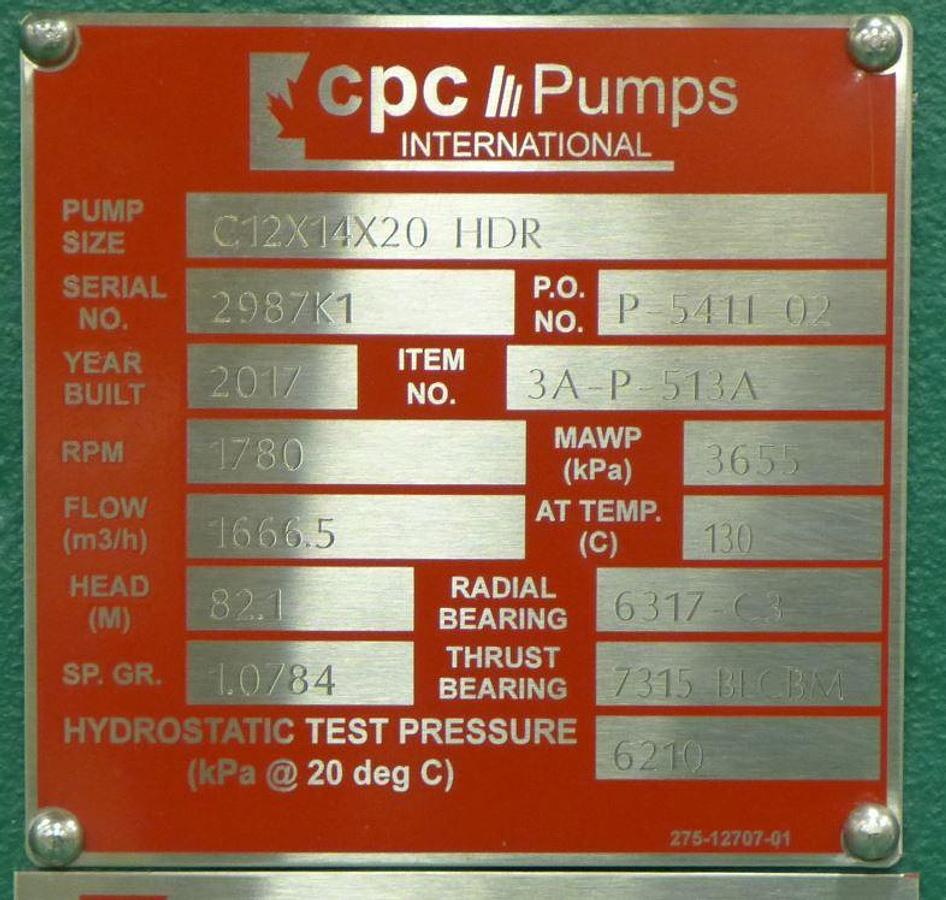 cpc Pumps
INTERNATIONAL
PUMP SIZE C12X14X20 HDR
SERIAL NO. 2987K1 P.O. NO. P-5411-02
YEAR BUILT 2017 ITEM NO. 3A-P-513A
RPM 1780 MAWP (kPa) 3655
FLOW (m3/h) 1666.5 AT TEMP. (C) 130
HEAD (M) 82.1 RADIAL BEARING 6317-C3
SP. GR. 1.0784 THRUST BEARING 7315 BECBM
HYDROSTATIC TEST PRESSURE (kPa @ 20 deg C) 6210
275-12707-01